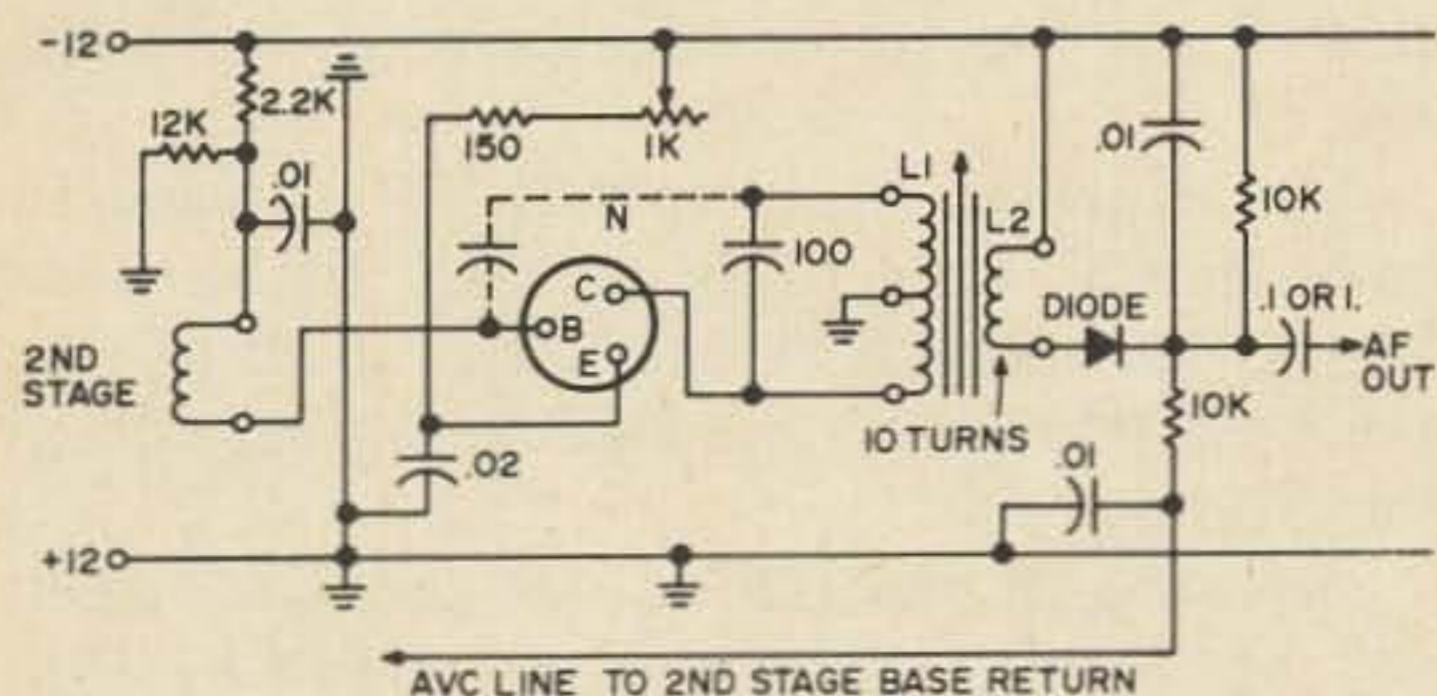 -12
2.2K
12K
.01
150
1K
N
L1
L2
.01
10K
100
C
B
E
DIODE
.1 OR 1.
AF
OUT
2ND
STAGE
.02
10 TURNS
10K
.01
+12
AVC LINE TO 2ND STAGE BASE RETURN